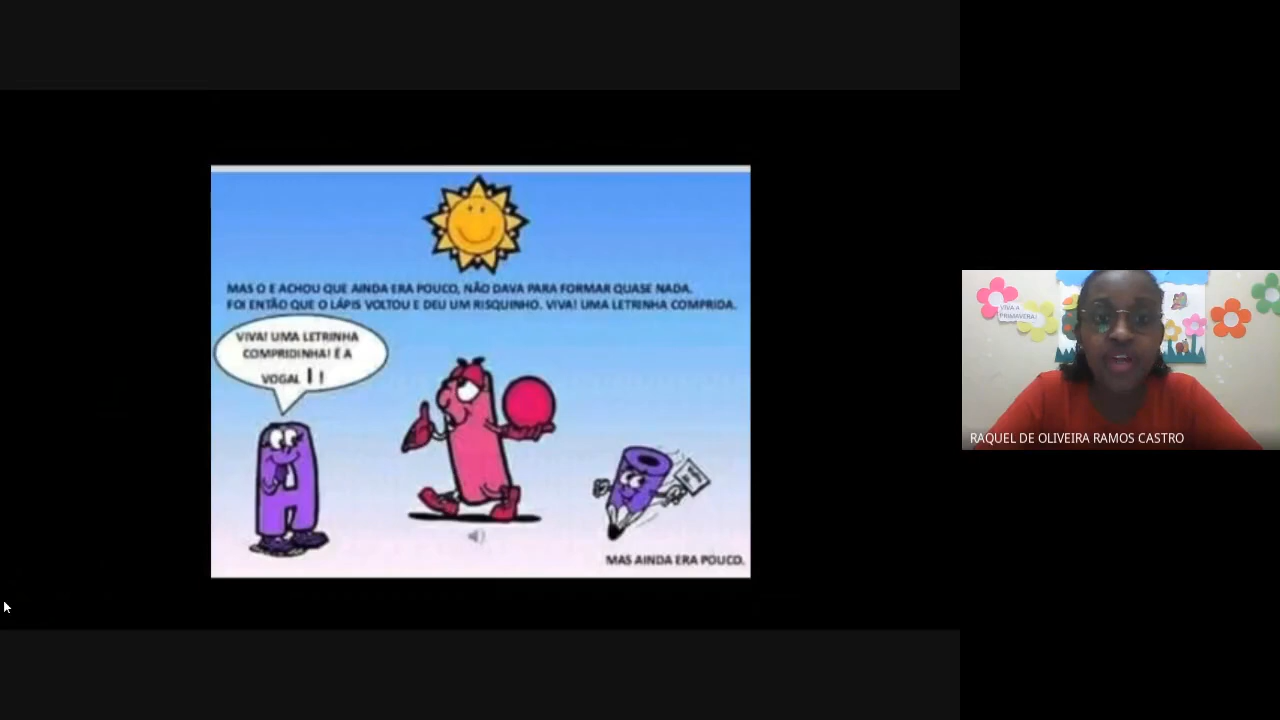 MAS O E ACHOU QUE AINDA ERA POUCO, NÃO DAVA PARA FORMAR QUASE NADA.
FOI ENTÃO QUE O LÁPIS VOLTOU E DEU UM RISQUINHO. VIVA! UMA LETRINHA COMPRIDA.
VIVA! UMA LETRINHA
COMPRIDINHA! É A
VOGAL I !
MAS AINDA ERA POUCO.
VIVA A
PRIMAVERA!
RAQUEL DE OLIVEIRA RAMOS CASTRO